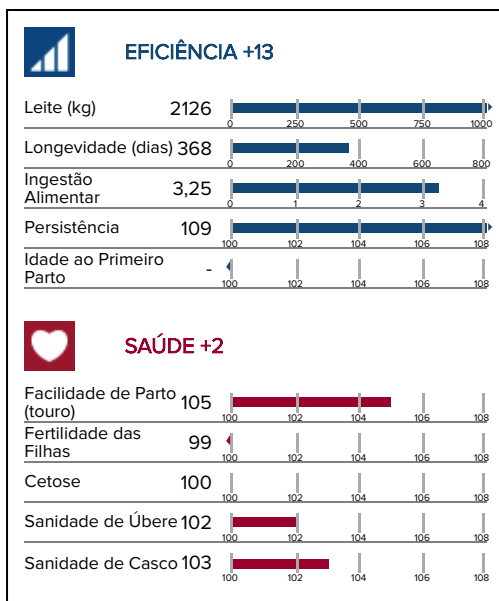 EFICIÊNCIA +13
Leite (kg) 2126
0 250 500 750 1000
Longevidade (dias) 368
0 200 400 600 800
Ingestão
Alimentar 3,25
0 1 2 3 4
Persistência 109
100 102 104 106 108
Idade ao Primeiro
Parto -
100 102 104 106 108
SAÚDE +2
Facilidade de Parto
(touro) 105
100 102 104 106 108
Fertilidade das
Filhas 99
100 102 104 106 108
Cetose 100
100 102 104 106 108
Sanidade de Úbere 102
100 102 104 106 108
Sanidade de Casco 103
100 102 104 106 108